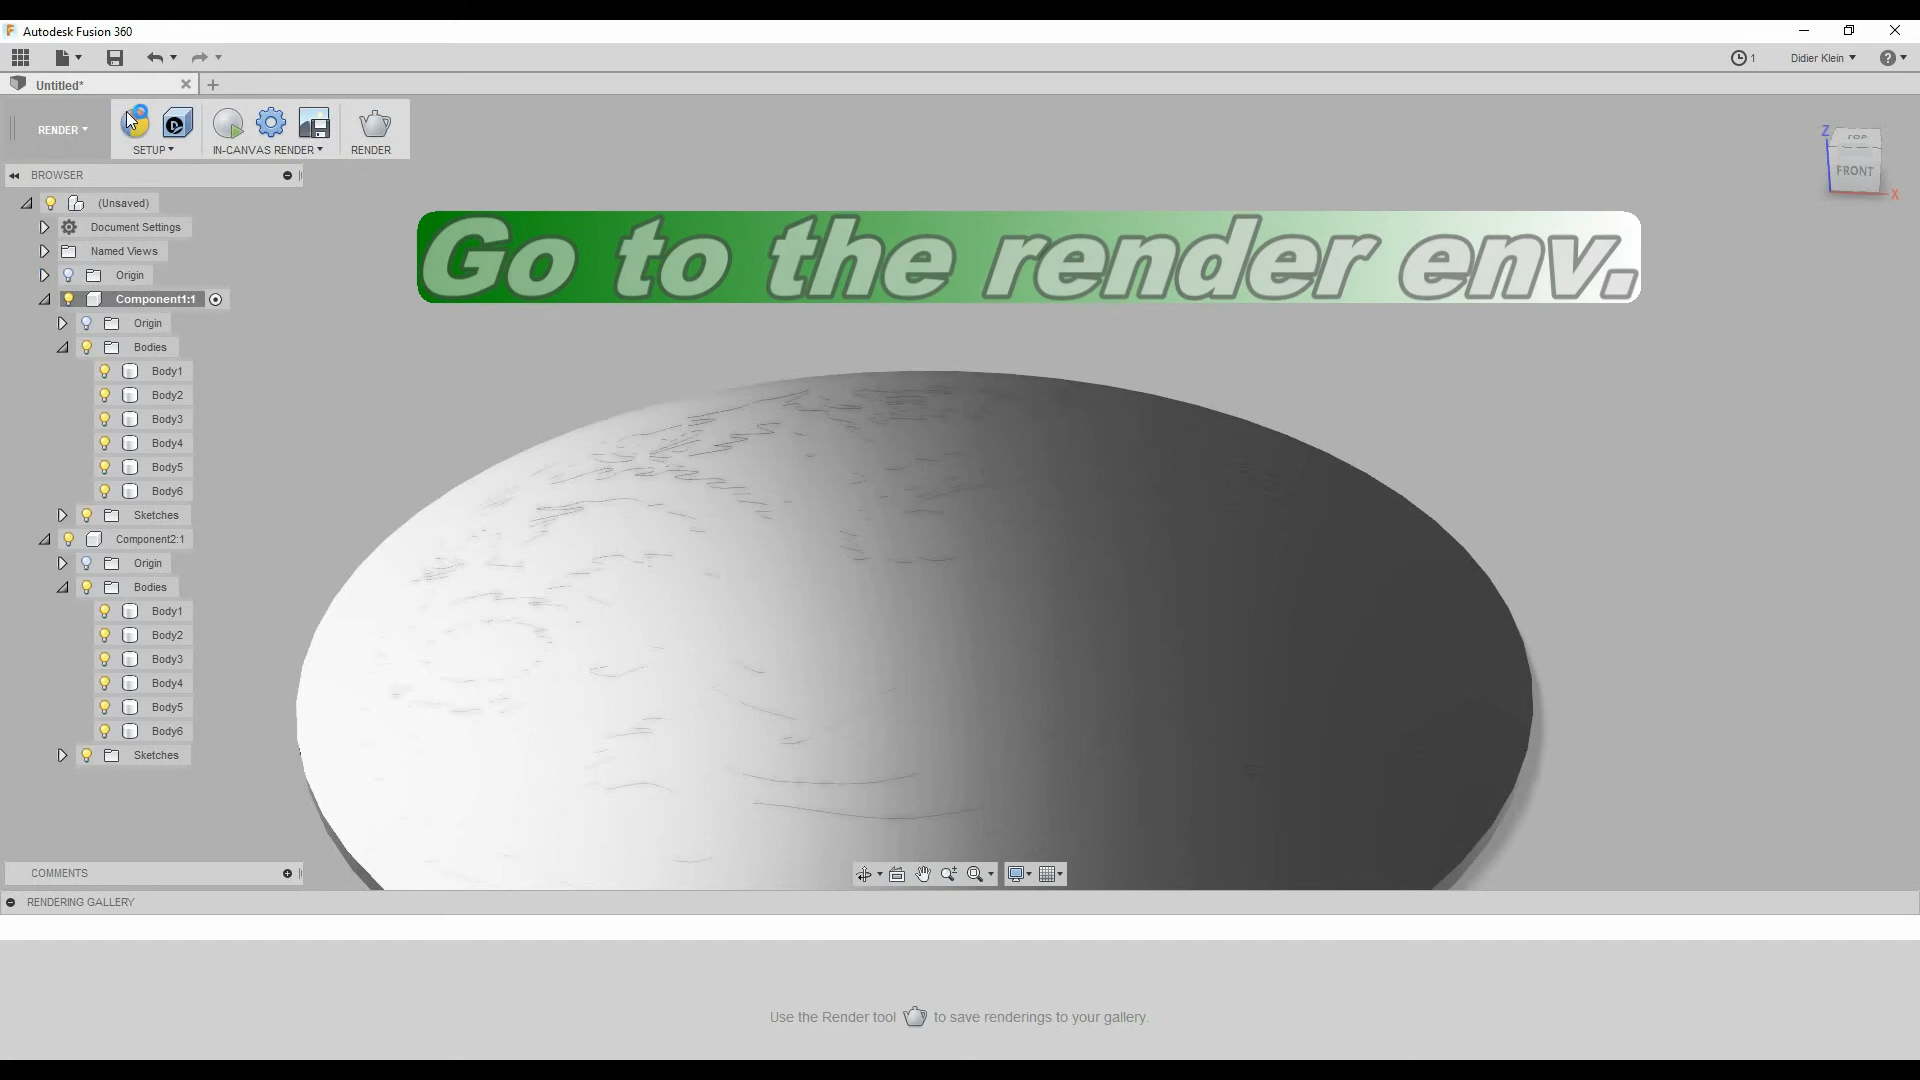 Autodesk Fusion 360
1
Didier Klein
Untitled*
RENDER
SETUP
IN-CANVAS RENDER
RENDER
TOP
FRONT
Z
X
BROWSER
(Unsaved)
Document Settings
Named Views
Origin
Component1:1
Origin
Bodies
Body1
Body2
Body3
Body4
Body5
Body6
Sketches
Component2:1
Origin
Bodies
Body1
Body2
Body3
Body4
Body5
Body6
Sketches
Go to the render env.
COMMENTS
RENDERING GALLERY
Use the Render tool to save renderings to your gallery.